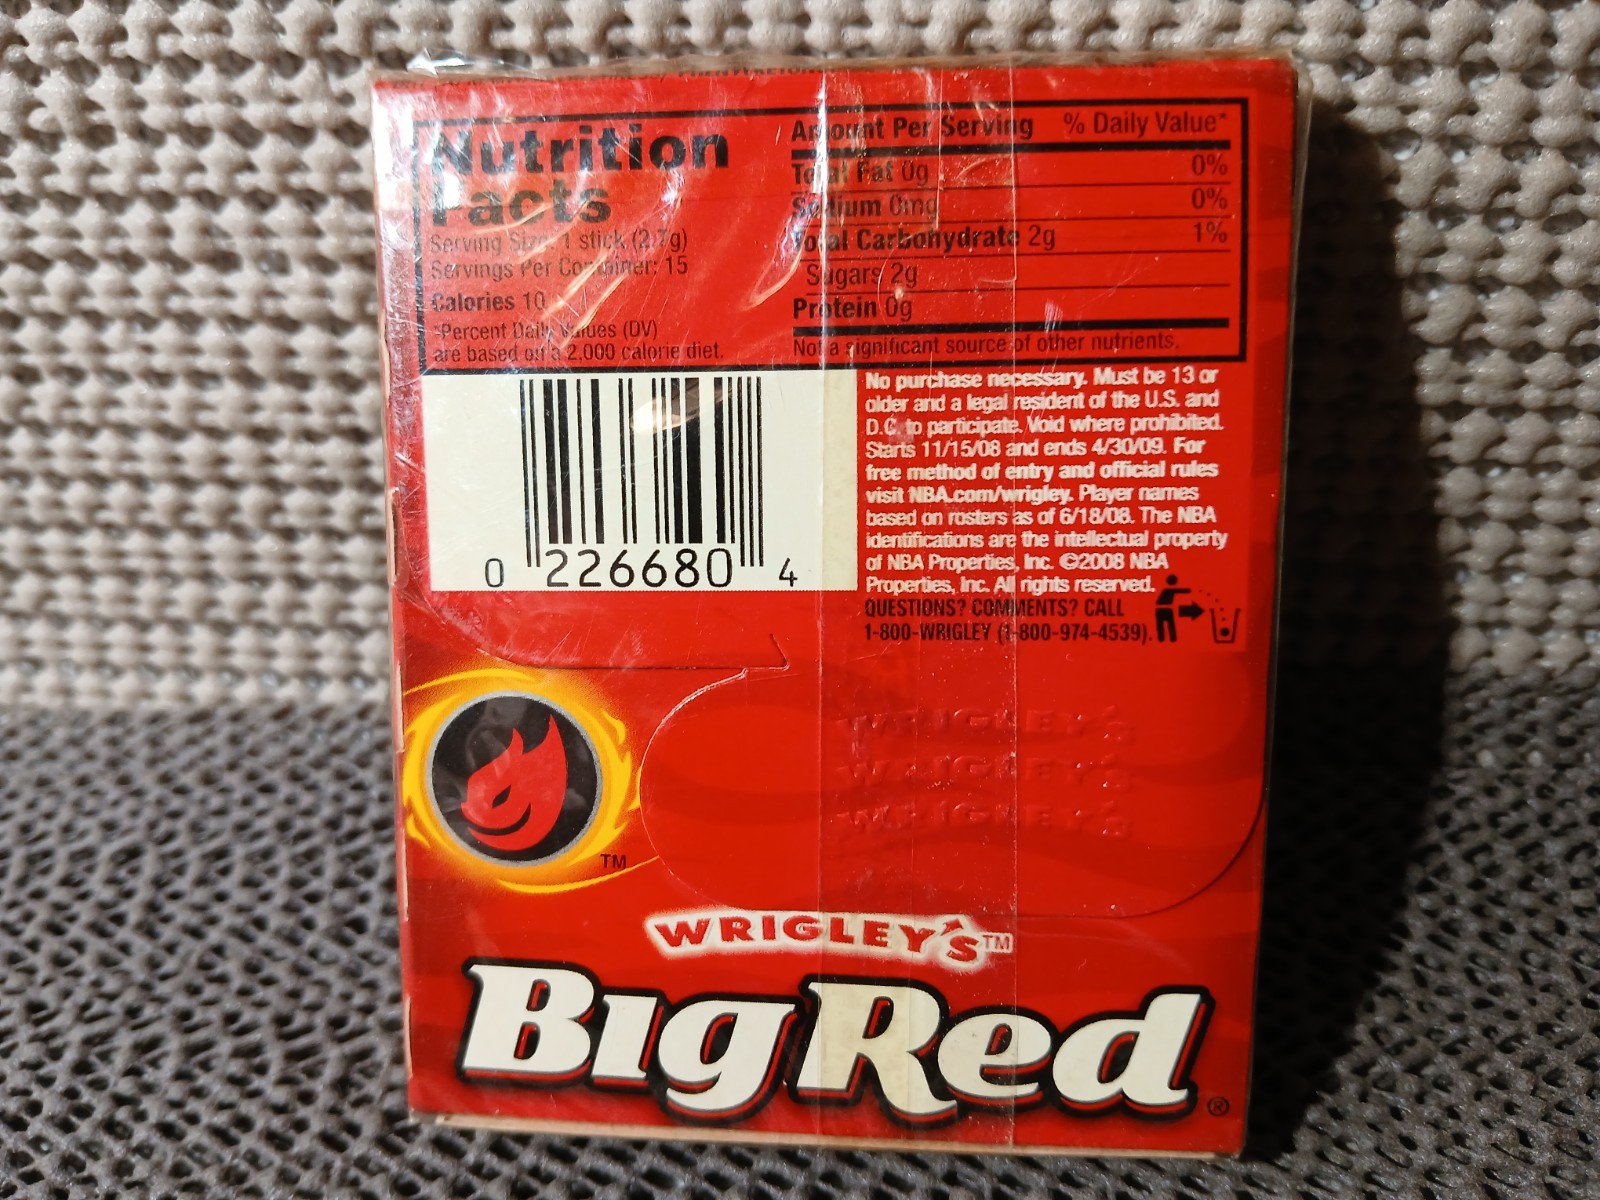 Nutrition
Facts
Serving Size: 1 stick (2.7g)
Servings Per Container: 15
Calories 10
*Percent Daily Values (DV)
are based on a 2,000 calorie diet.
Amount Per Serving % Daily Value*
Total Fat 0g 0%
Sodium 0mg 0%
Total Carbohydrate 2g 1%
Sugars 2g
Protein 0g
Not a significant source of other nutrients.
0 226680 4
No purchase necessary. Must be 13 or
older and a legal resident of the U.S. and
D.C. to participate. Void where prohibited.
Starts 11/15/08 and ends 4/30/09. For
free method of entry and official rules
visit NBA.com/wrigley. Player names
based on rosters as of 6/18/08. The NBA
identifications are the intellectual property
of NBA Properties, Inc. ©2008 NBA
Properties, Inc. All rights reserved.
QUESTIONS? COMMENTS? CALL
1-800-WRIGLEY (1-800-974-4539).
WRIGLEY'S
WRIGLEY'S
WRIGLEY'S
TM
WRIGLEY'S™
Big Red®